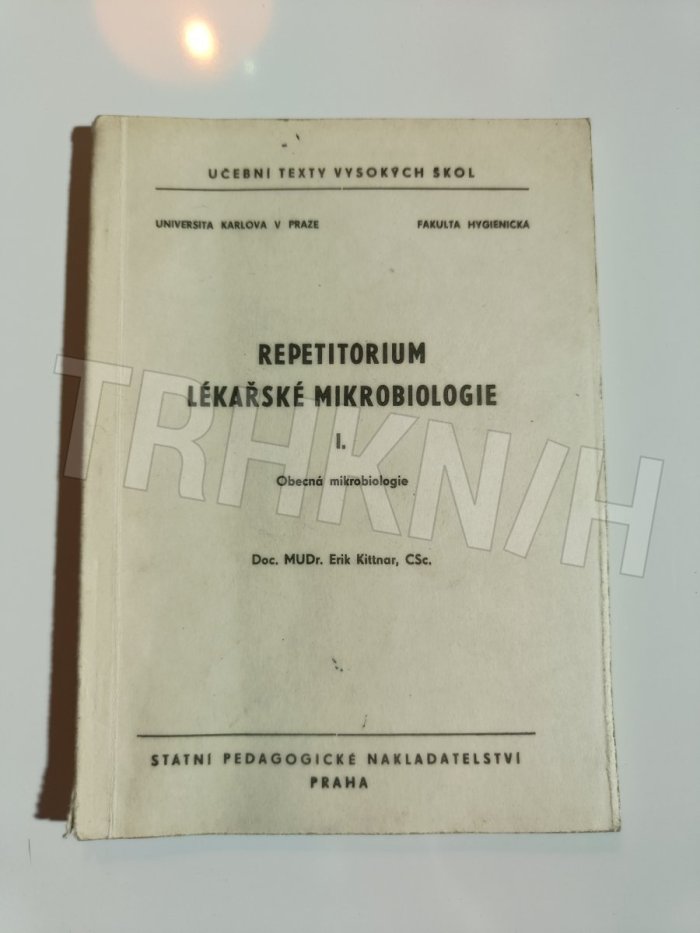 UČEBNÍ TEXTY VYSOKÝCH ŠKOL
UNIVERSITA KARLOVA V PRAZE
FAKULTA HYGIENICKÁ
REPETITORIUM
LÉKAŘSKÉ MIKROBIOLOGIE
I.
Obecná mikrobiologie
Doc. MUDr. Erik Kittnar, CSc.
STÁTNÍ PEDAGOGICKÉ NAKLADATELSTVÍ
PRAHA
TRHKNIH